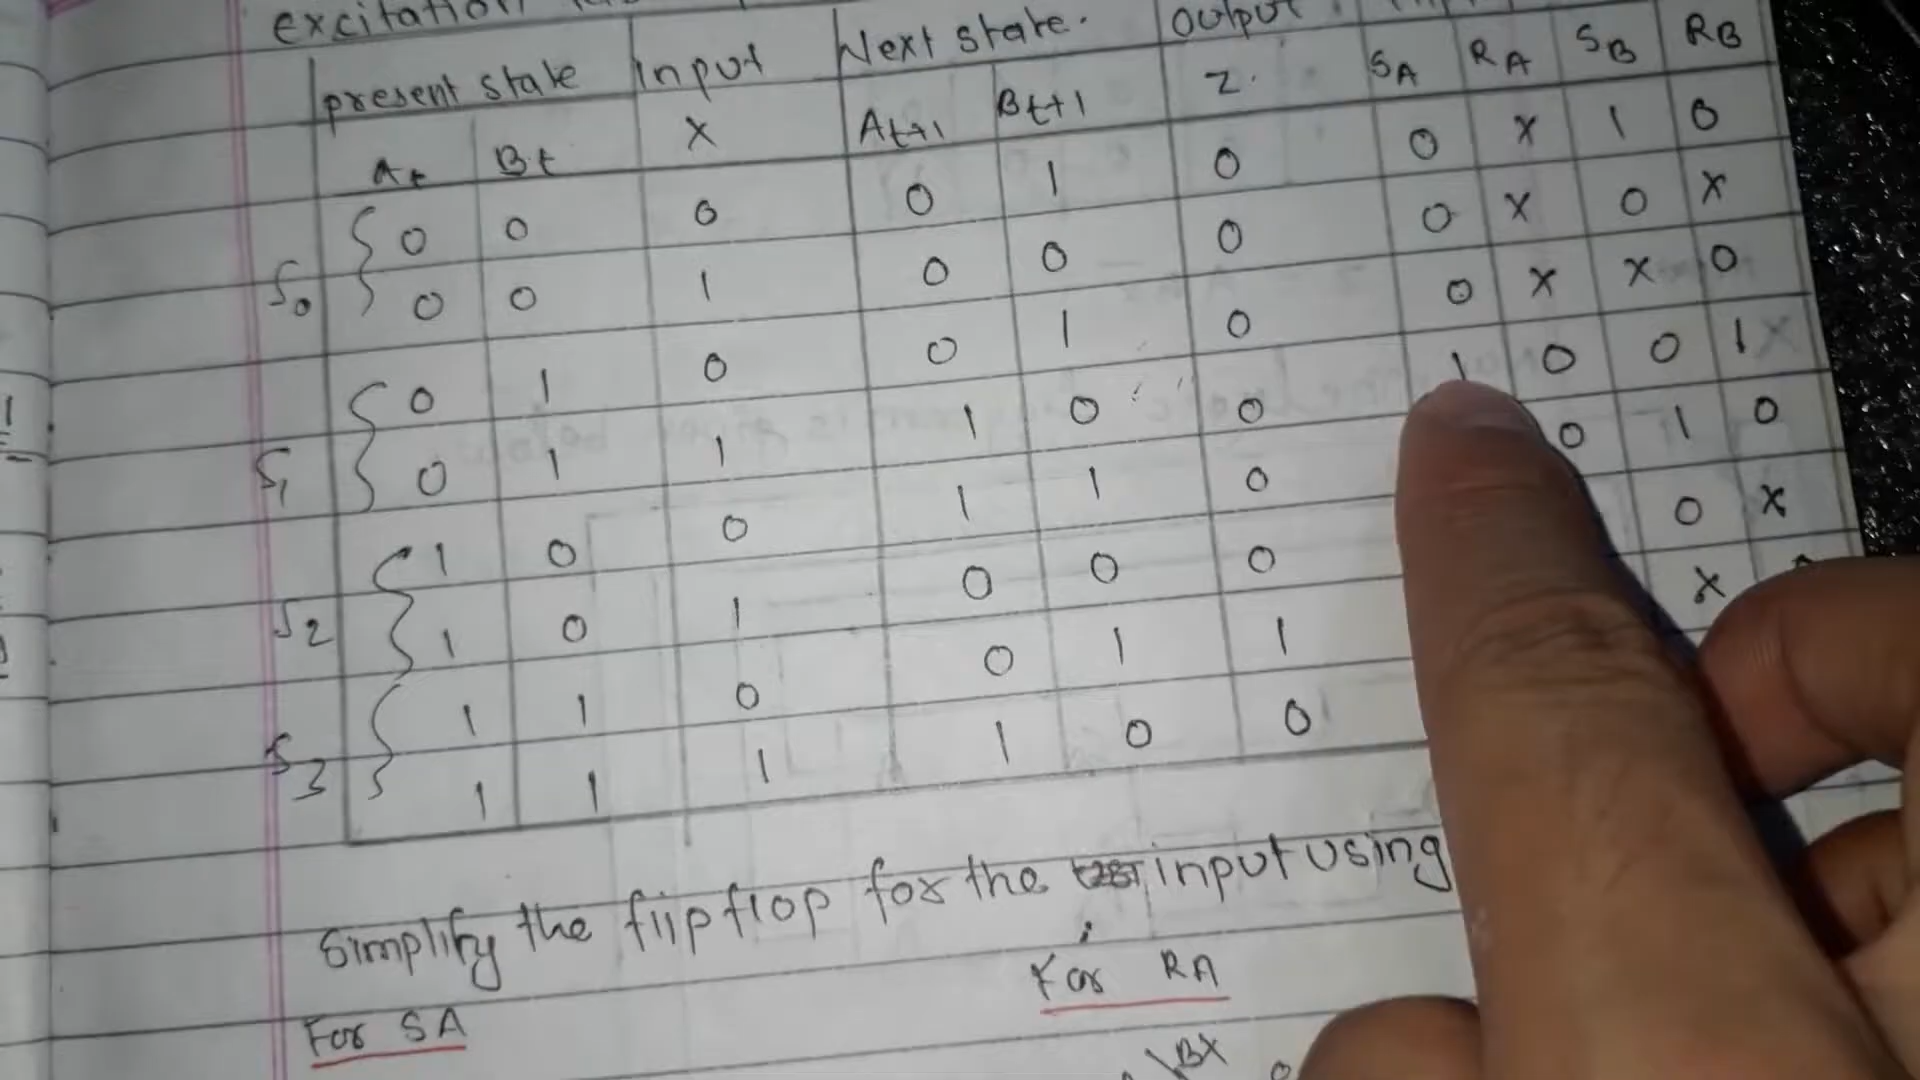 excitation
present state Input Next state. Output
At Bt X At+1 Bt+1 Z. SA RA SB RB
S0 { 0 0 0 0 1 0 0 x 1 0
0 0 1 0 0 0 0 x 0 x
S1 { 0 1 0 0 1 0 0 x x 0
0 1 1 1 0 0 1 0 0 1
S2 { 1 0 0 1 1 0 0 1 0
1 0 1 0 0 0 0 x
S3 { 1 1 0 0 1 1 x
1 1 1 1 0 0
Simplify the flipflop for the input using
For SA For RA
BX
0